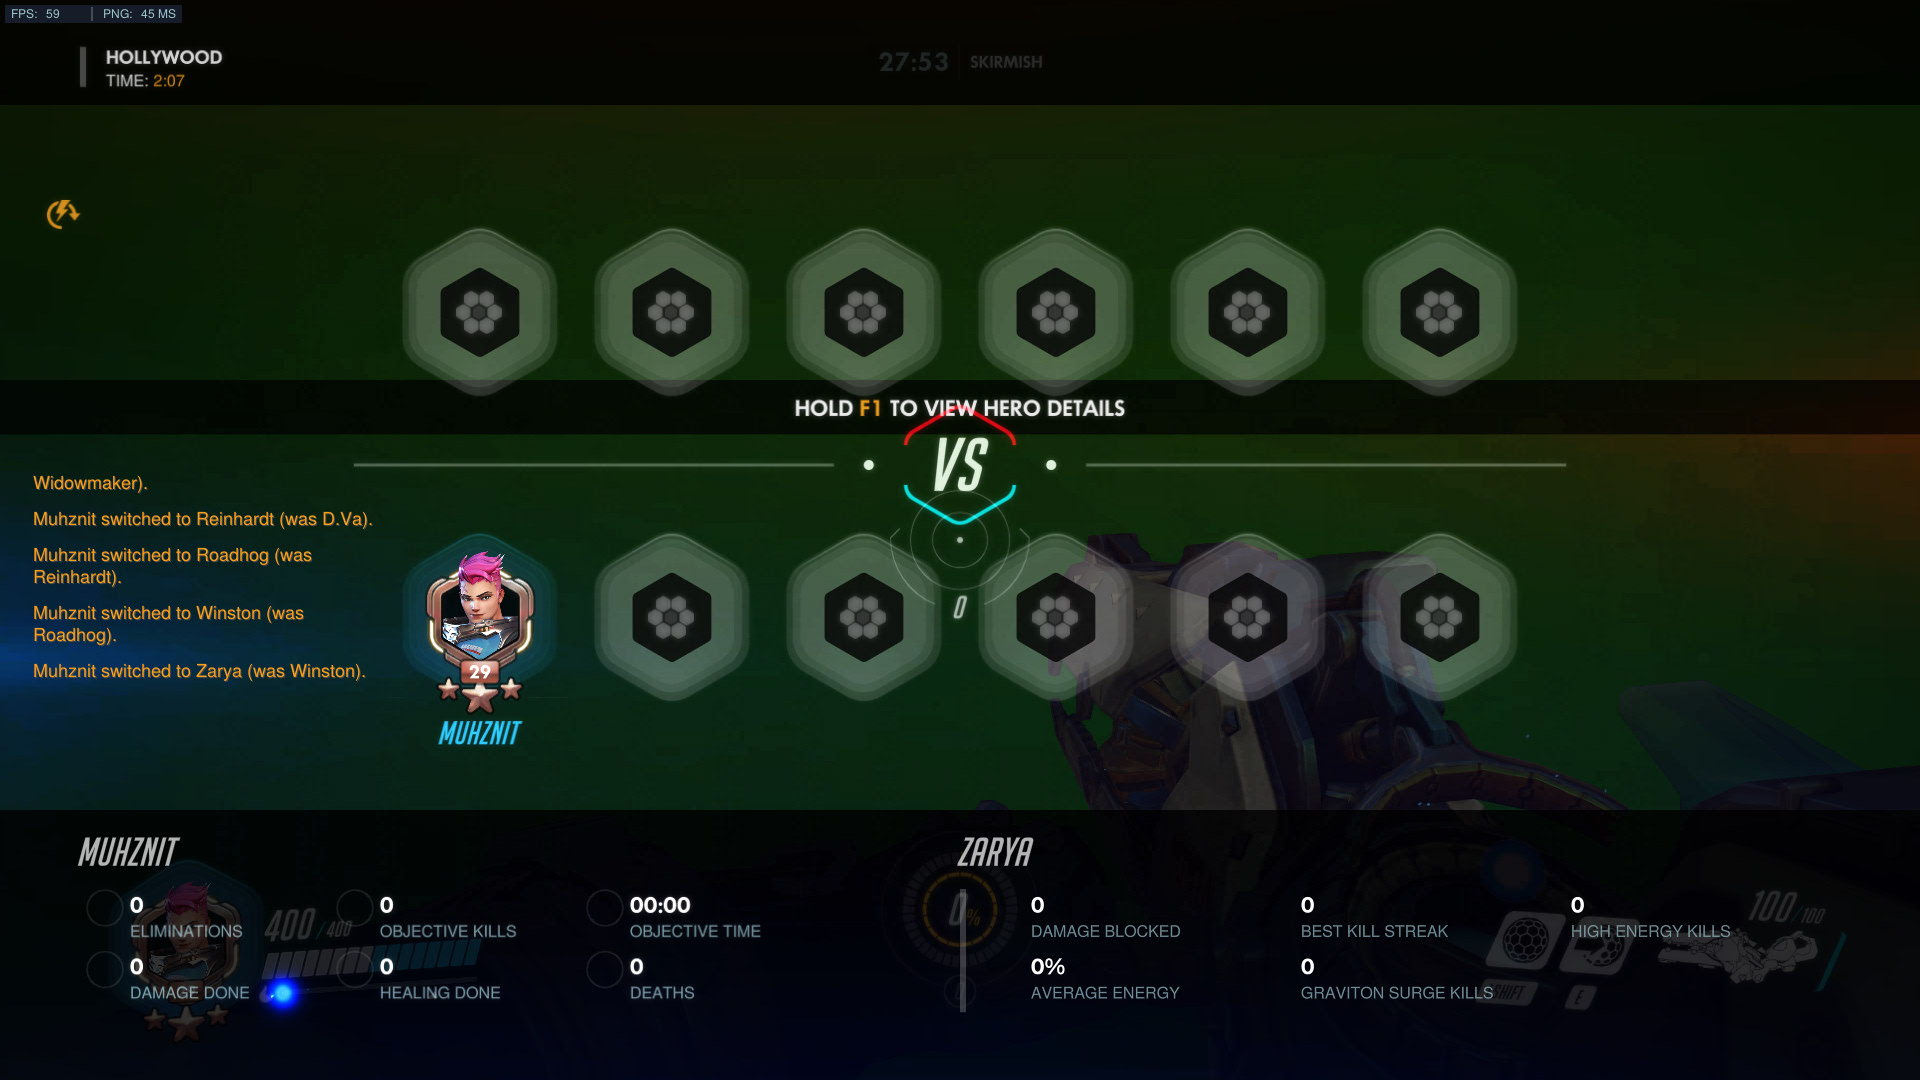 FPS: 59 | PNG: 45 MS
HOLLYWOOD
TIME: 2:07
27:53 | SKIRMISH
HOLD F1 TO VIEW HERO DETAILS
VS
Widowmaker).
Muhznit switched to Reinhardt (was D.Va).
Muhznit switched to Roadhog (was
Reinhardt).
Muhznit switched to Winston (was
Roadhog).
Muhznit switched to Zarya (was Winston).
0
29
MUHZNIT
MUHZNIT
0
ELIMINATIONS
400/400
0
OBJECTIVE KILLS
00:00
OBJECTIVE TIME
0
DAMAGE DONE
0
HEALING DONE
0
DEATHS
ZARYA
0%
0
DAMAGE BLOCKED
0
BEST KILL STREAK
0
HIGH ENERGY KILLS
100/100
0%
AVERAGE ENERGY
0
GRAVITON SURGE KILLS
SHIFT
E